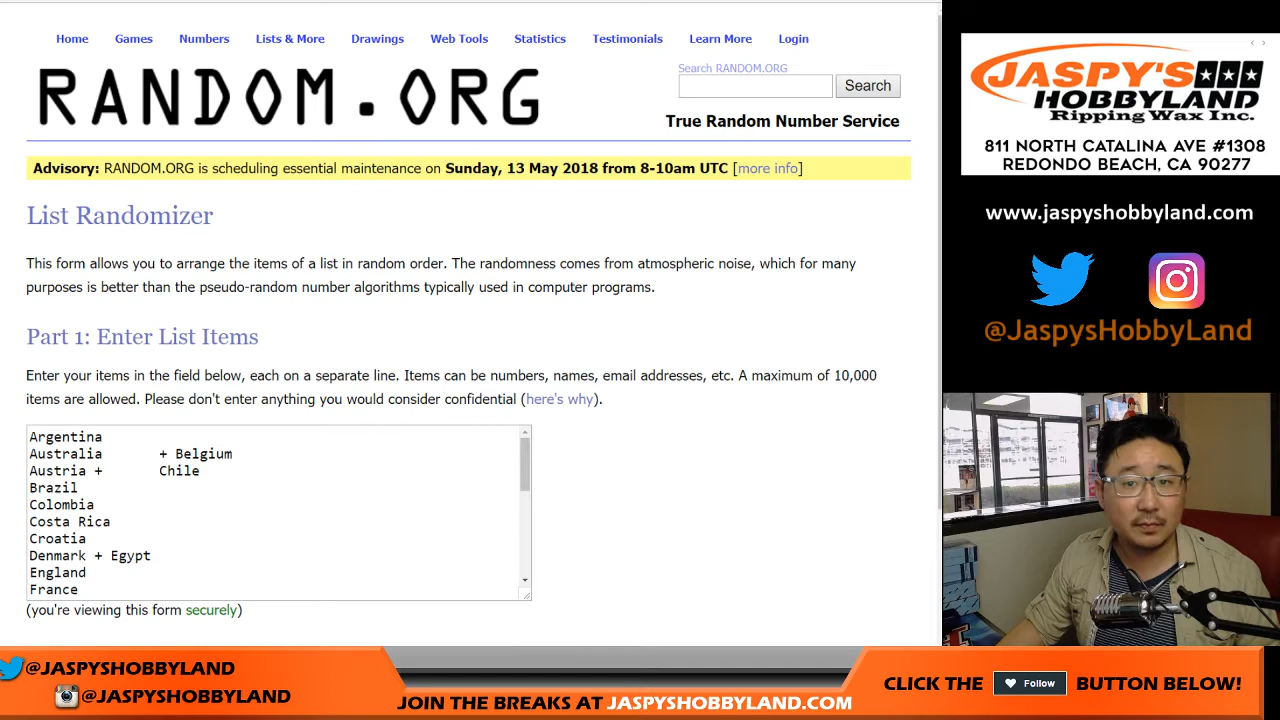 Home Games Numbers Lists & More Drawings Web Tools Statistics Testimonials Learn More Login
RANDOM.ORG
Search RANDOM.ORG
Search
True Random Number Service
Advisory: RANDOM.ORG is scheduling essential maintenance on Sunday, 13 May 2018 from 8-10am UTC [more info]
List Randomizer
This form allows you to arrange the items of a list in random order. The randomness comes from atmospheric noise, which for many
purposes is better than the pseudo-random number algorithms typically used in computer programs.
Part 1: Enter List Items
Enter your items in the field below, each on a separate line. Items can be numbers, names, email addresses, etc. A maximum of 10,000
items are allowed. Please don't enter anything you would consider confidential (here's why).
Argentina
Australia + Belgium
Austria + Chile
Brazil
Colombia
Costa Rica
Croatia
Denmark + Egypt
England
France
(you're viewing this form securely)
JASPY'S
HOBBYLAND
Ripping Wax Inc.
811 NORTH CATALINA AVE #1308
REDONDO BEACH, CA 90277
www.jaspyshobbyland.com
@JaspysHobbyLand
@JASPYSHOBBYLAND
@JASPYSHOBBYLAND
JOIN THE BREAKS AT JASPYSHOBBYLAND.COM
CLICK THE Follow BUTTON BELOW!